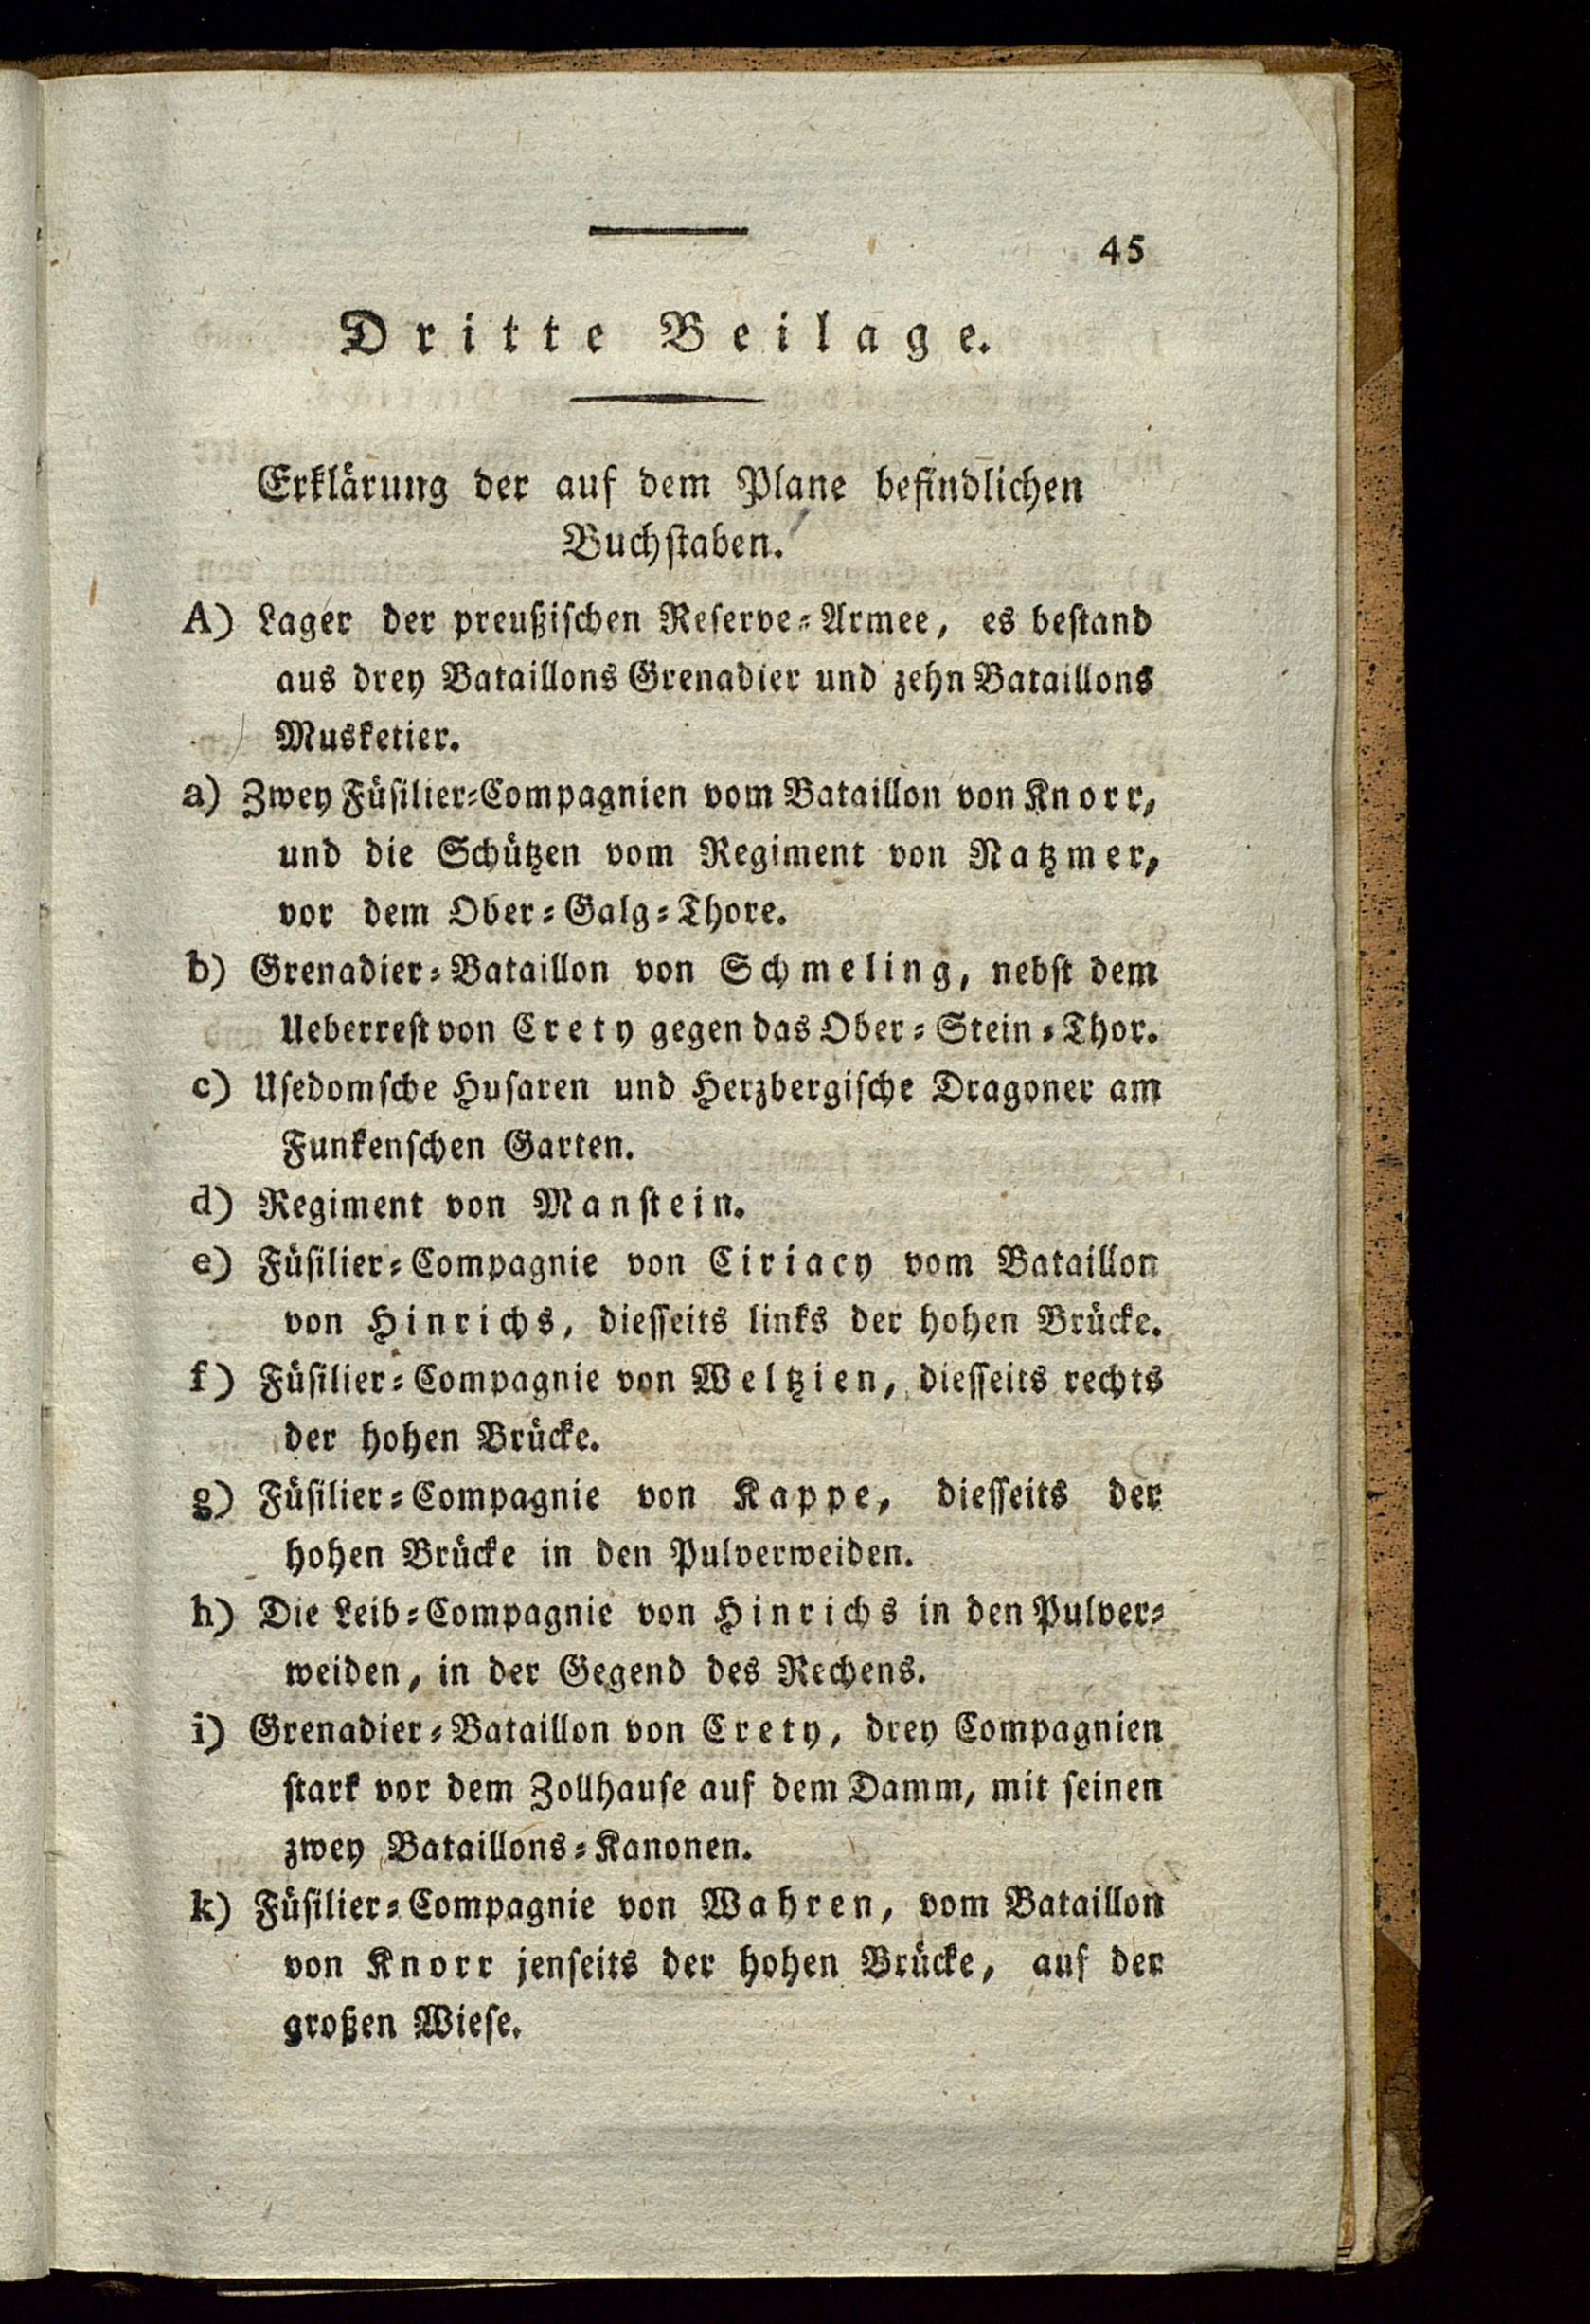 45
Dritte Beilage.
Erklärung der auf dem Plane befindlichen
Buchstaben.
A) Lager der preußischen Reserve-Armee, es bestand
aus drey Bataillons Grenadier und zehn Bataillons
Musketier.
a) Zwey Füsilier-Compagnien vom Bataillon von Knorr,
und die Schützen vom Regiment von Natzmer,
vor dem Ober-Galg-Thore.
b) Grenadier-Bataillon von Schmeling, nebst dem
Ueberrest von Crety gegen das Ober-Stein-Thor.
c) Usedomsche Husaren und Herzbergische Dragoner am
Funkenschen Garten.
d) Regiment von Manstein.
e) Füsilier-Compagnie von Ciriacy vom Bataillon
von Hinrichs, diesseits links der hohen Brücke.
f) Füsilier-Compagnie von Weltzien, diesseits rechts
der hohen Brücke.
g) Füsilier-Compagnie von Kappe, diesseits der
hohen Brücke in den Pulverweiden.
h) Die Leib-Compagnie von Hinrichs in den Pulver-
weiden, in der Gegend des Rechens.
i) Grenadier-Bataillon von Crety, drey Compagnien
stark vor dem Zollhause auf dem Damm, mit seinen
zwey Bataillons-Kanonen.
k) Füsilier-Compagnie von Wahren, vom Bataillon
von Knorr jenseits der hohen Brücke, auf der
großen Wiese.